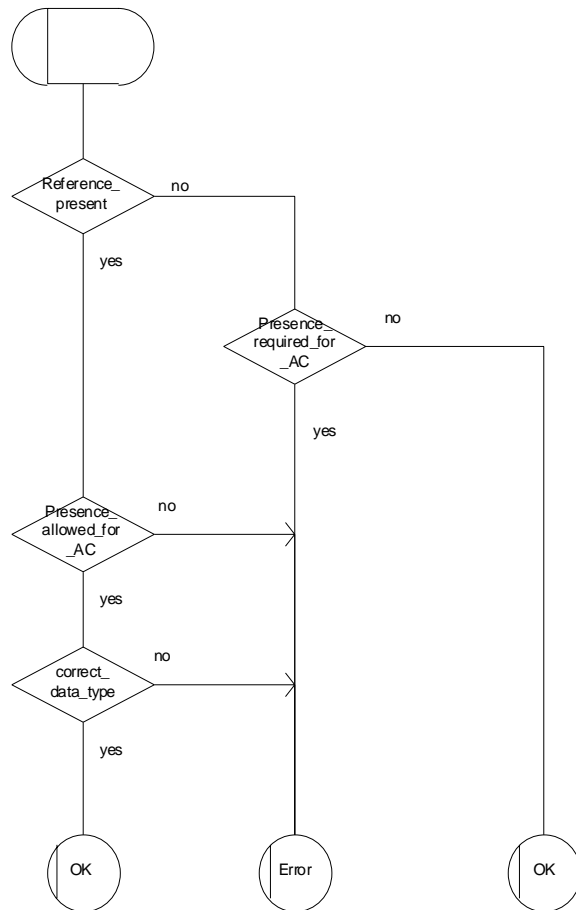 Reference_
present
no
yes
Presence_
required_for
_AC
no
yes
Presence_
allowed_for
_AC
no
yes
correct_
data_type
no
yes
OK
Error
OK